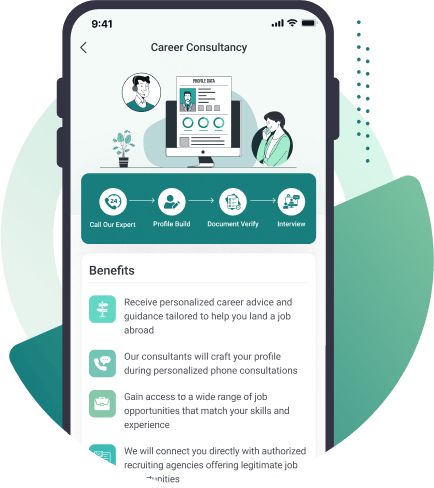 9:41
Career Consultancy
PROFILE DATA
24
Call Our Expert
Profile Build
Document Verify
Interview
Benefits
Receive personalized career advice and
guidance tailored to help you land a job
abroad
Our consultants will craft your profile
during personalized phone consultations
Gain access to a wide range of job
opportunities that match your skills and
experience
We will connect you directly with authorized
recruiting agencies offering legitimate job